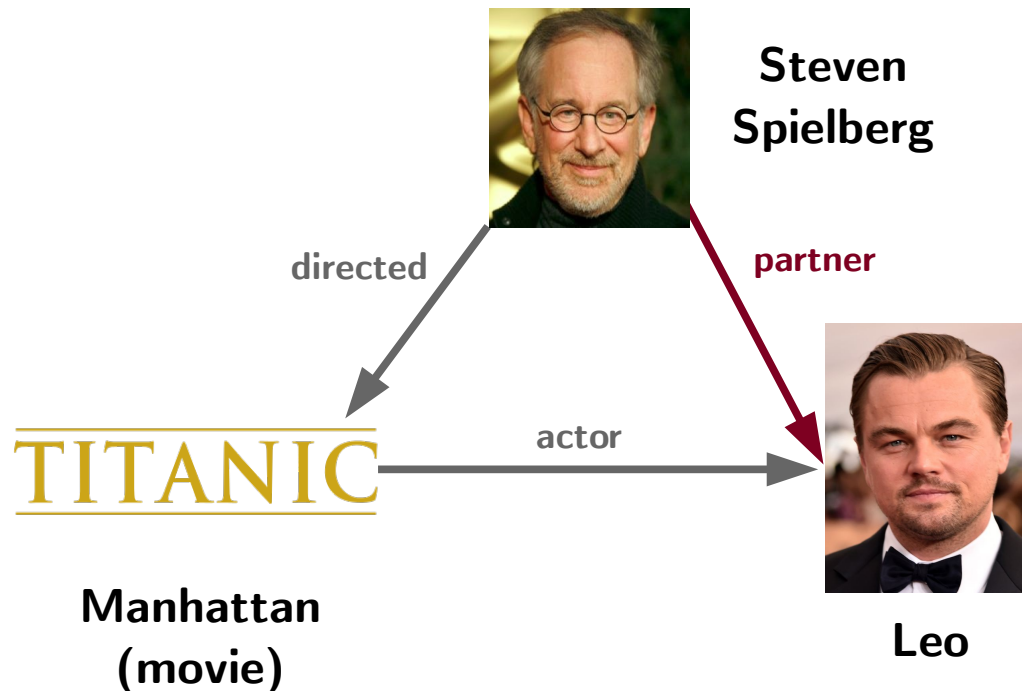 Steven
Spielberg
directed
partner
actor
TITANIC
Manhattan
(movie)
Leo